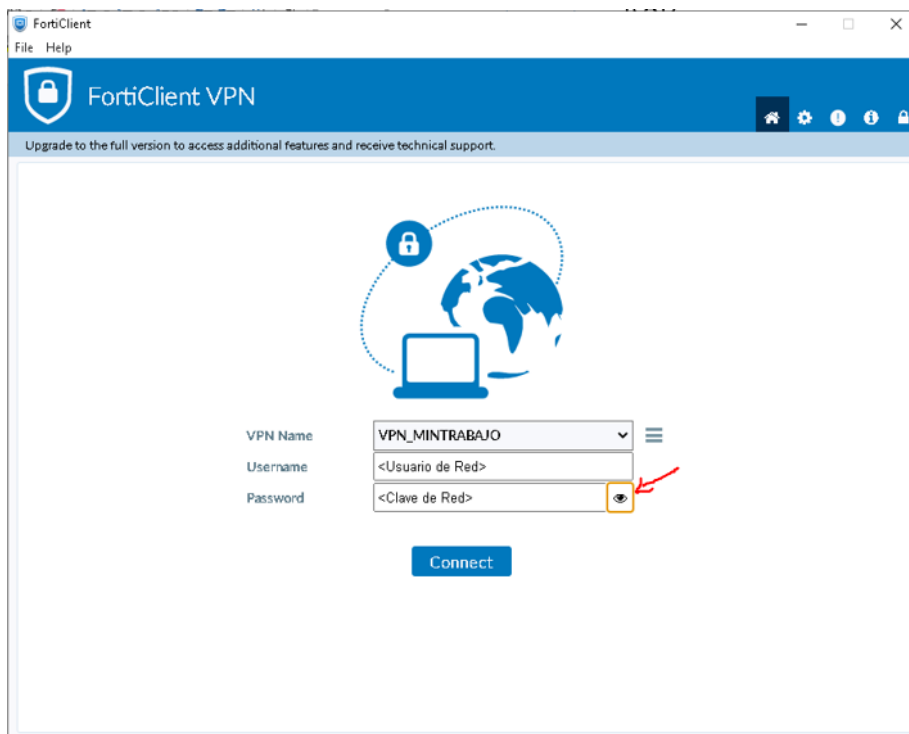 FortiClient
File Help
FortiClient VPN
Upgrade to the full version to access additional features and receive technical support.
VPN Name VPN_MINTRABAJO
Username <Usuario de Red>
Password <Clave de Red>
Connect